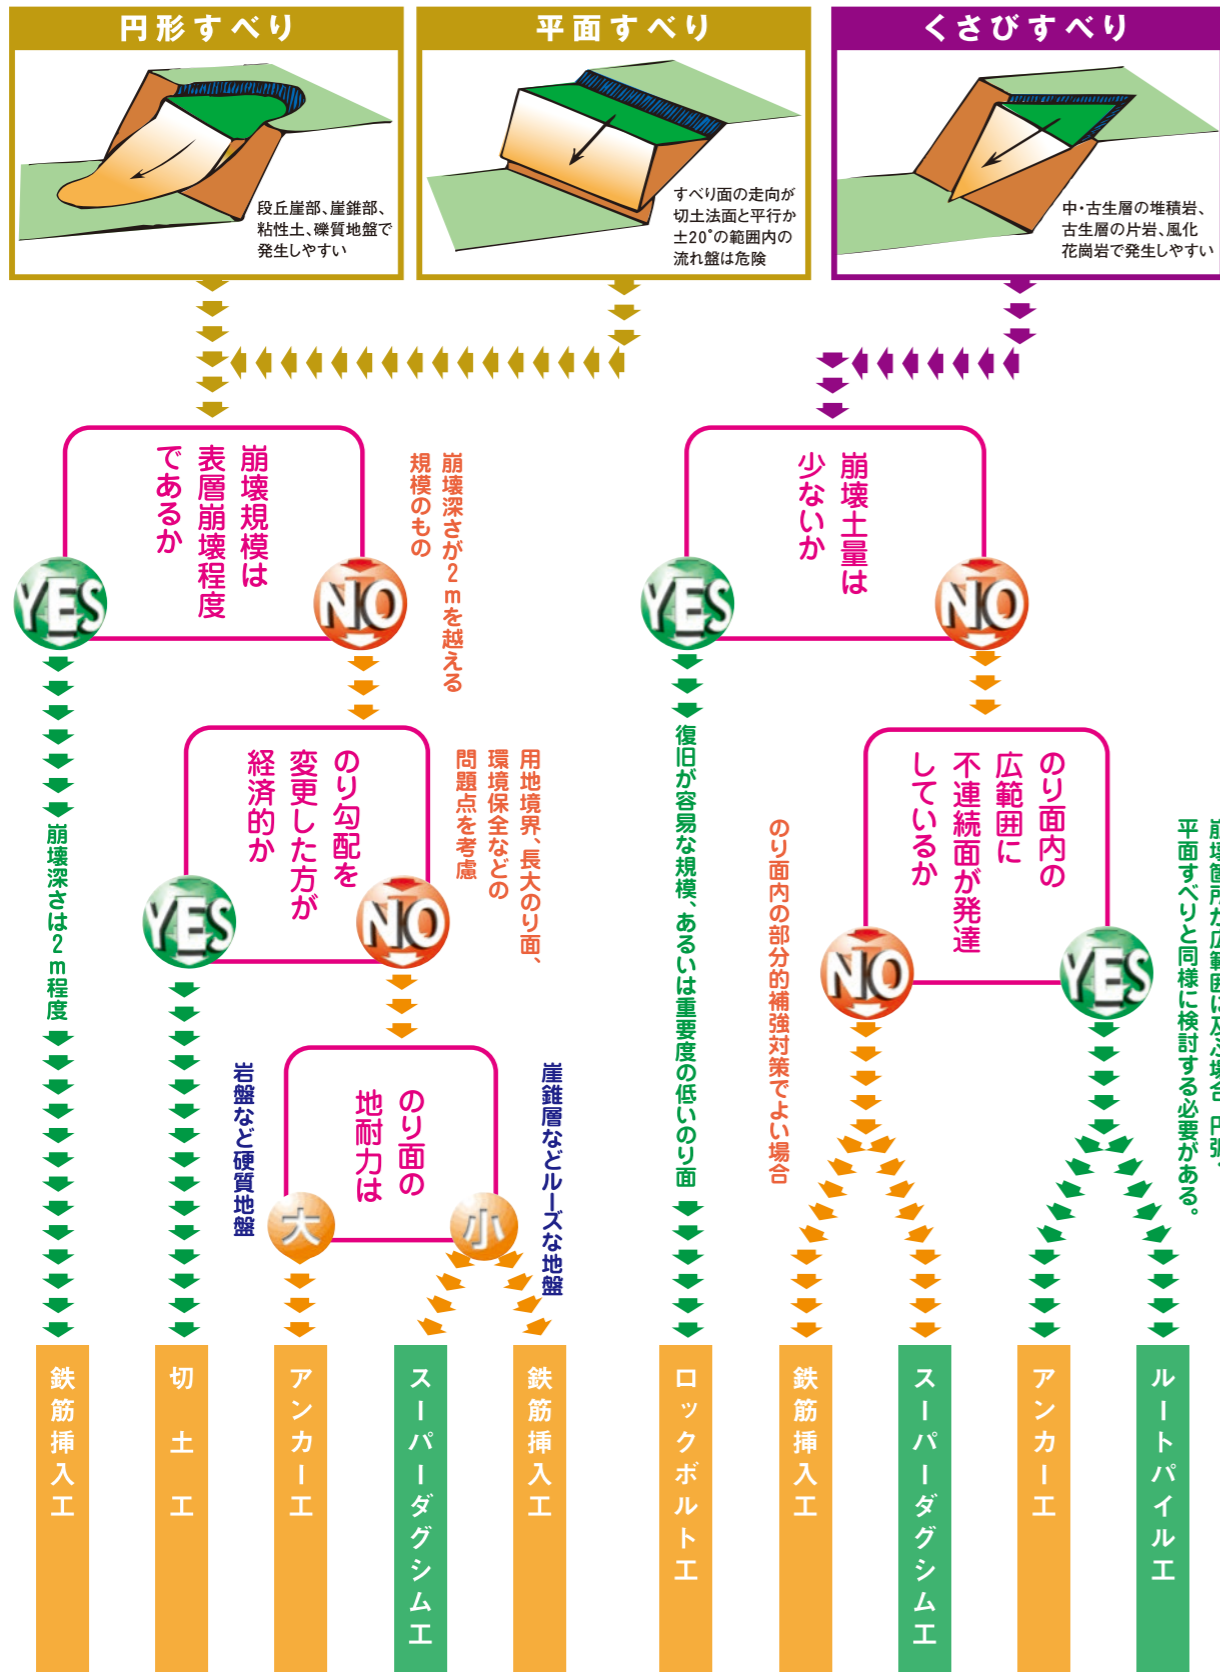 円形すべり
段丘崖部、崖錐部、
粘性土、礫質地盤で
発生しやすい
平面すべり
すべり面の走向が
切土法面と平行か
±20°の範囲内の
流れ盤は危険
くさびすべり
中・古生層の堆積岩、
古生層の片岩、風化
花崗岩で発生しやすい
崩壊規模は
表層崩壊程度
であるか
YES
NO
崩壊深さが2mを越える
規模のもの
崩壊深さは2m程度
のり勾配を
変更した方が
経済的か
YES
NO
用地境界、長大のり面、
環境保全などの
問題点を考慮
のり面の
地耐力は
大
小
岩盤など硬質地盤
崖錐層などルーズな地盤
崩壊土量は
少ないか
YES
NO
復旧が容易な規模、あるいは重要度の低いのり面
のり面内の
広範囲に
不連続面が発達
しているか
NO
YES
のり面内の部分的補強対策でよい場合
崩壊箇所が広範囲に及ぶ場合、円弧、
平面すべりと同様に検討する必要がある。
鉄筋挿入工
切土工
アンカー工
スーパーダグシム工
鉄筋挿入工
ロックボルト工
鉄筋挿入工
スーパーダグシム工
アンカー工
ルートパイル工